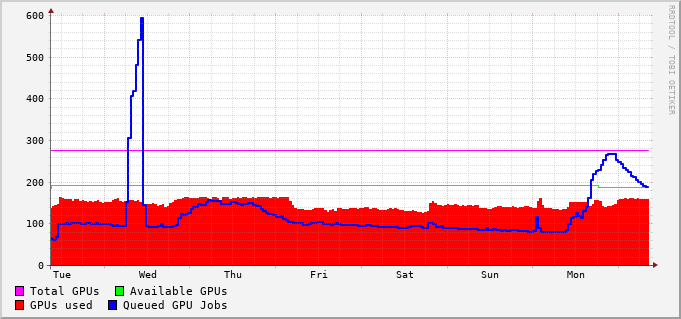 600
500
400
300
200
100
0
Tue Wed Thu Fri Sat Sun Mon
Total GPUs Available GPUs
GPUs used Queued GPU Jobs
RRDTOOL / TOBI OETIKER